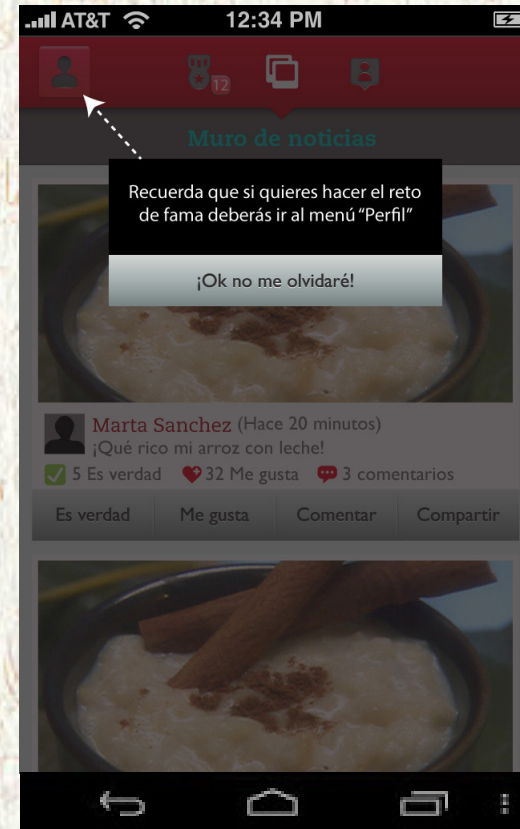 AT&T 12:34 PM
12
Muro de noticias
Recuerda que si quieres hacer el reto
de fama deberás ir al menú “Perfil”
¡Ok no me olvidaré!
Marta Sanchez (Hace 20 minutos)
¡Qué rico mi arroz con leche!
5 Es verdad 32 Me gusta 3 comentarios
Es verdad Me gusta Comentar Compartir